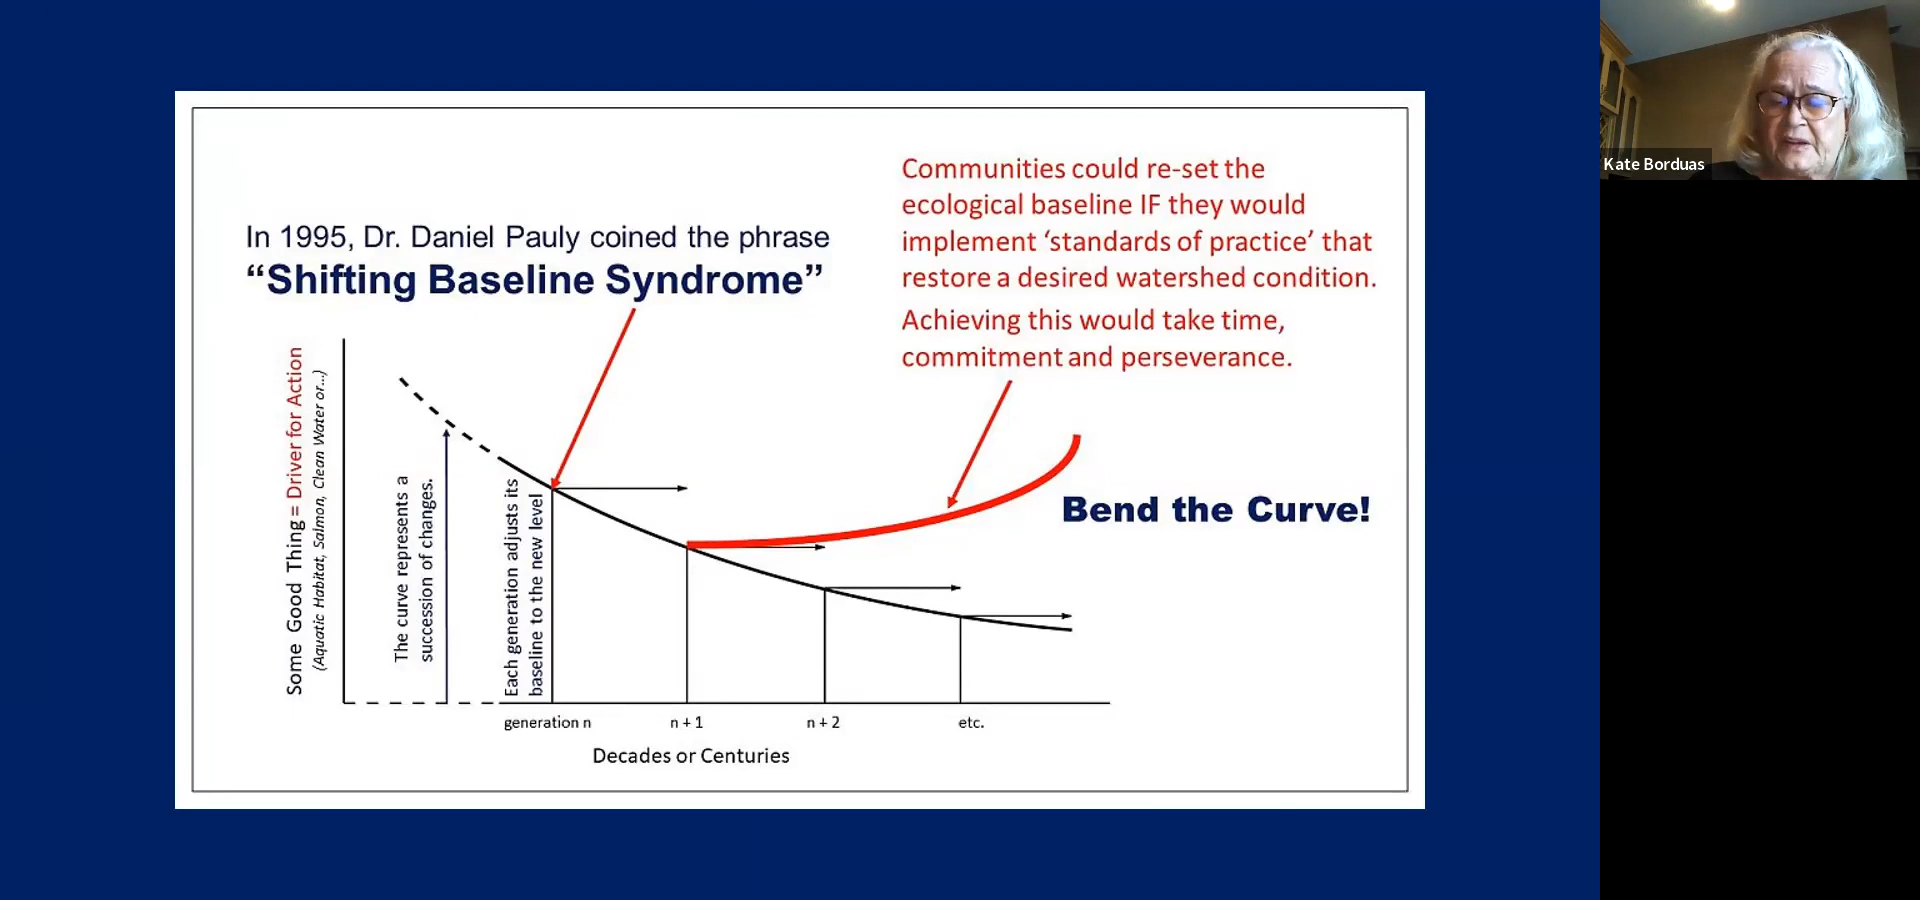 In 1995, Dr. Daniel Pauly coined the phrase
“Shifting Baseline Syndrome”
Communities could re-set the
ecological baseline IF they would
implement ‘standards of practice’ that
restore a desired watershed condition.
Achieving this would take time,
commitment and perseverance.
Bend the Curve!
Some Good Thing = Driver for Action
(Aquatic Habitat, Salmon, Clean Water or...)
The curve represents a
succession of changes.
Each generation adjusts its
baseline to the new level
generation n
n + 1
n + 2
etc.
Decades or Centuries
Kate Borduas